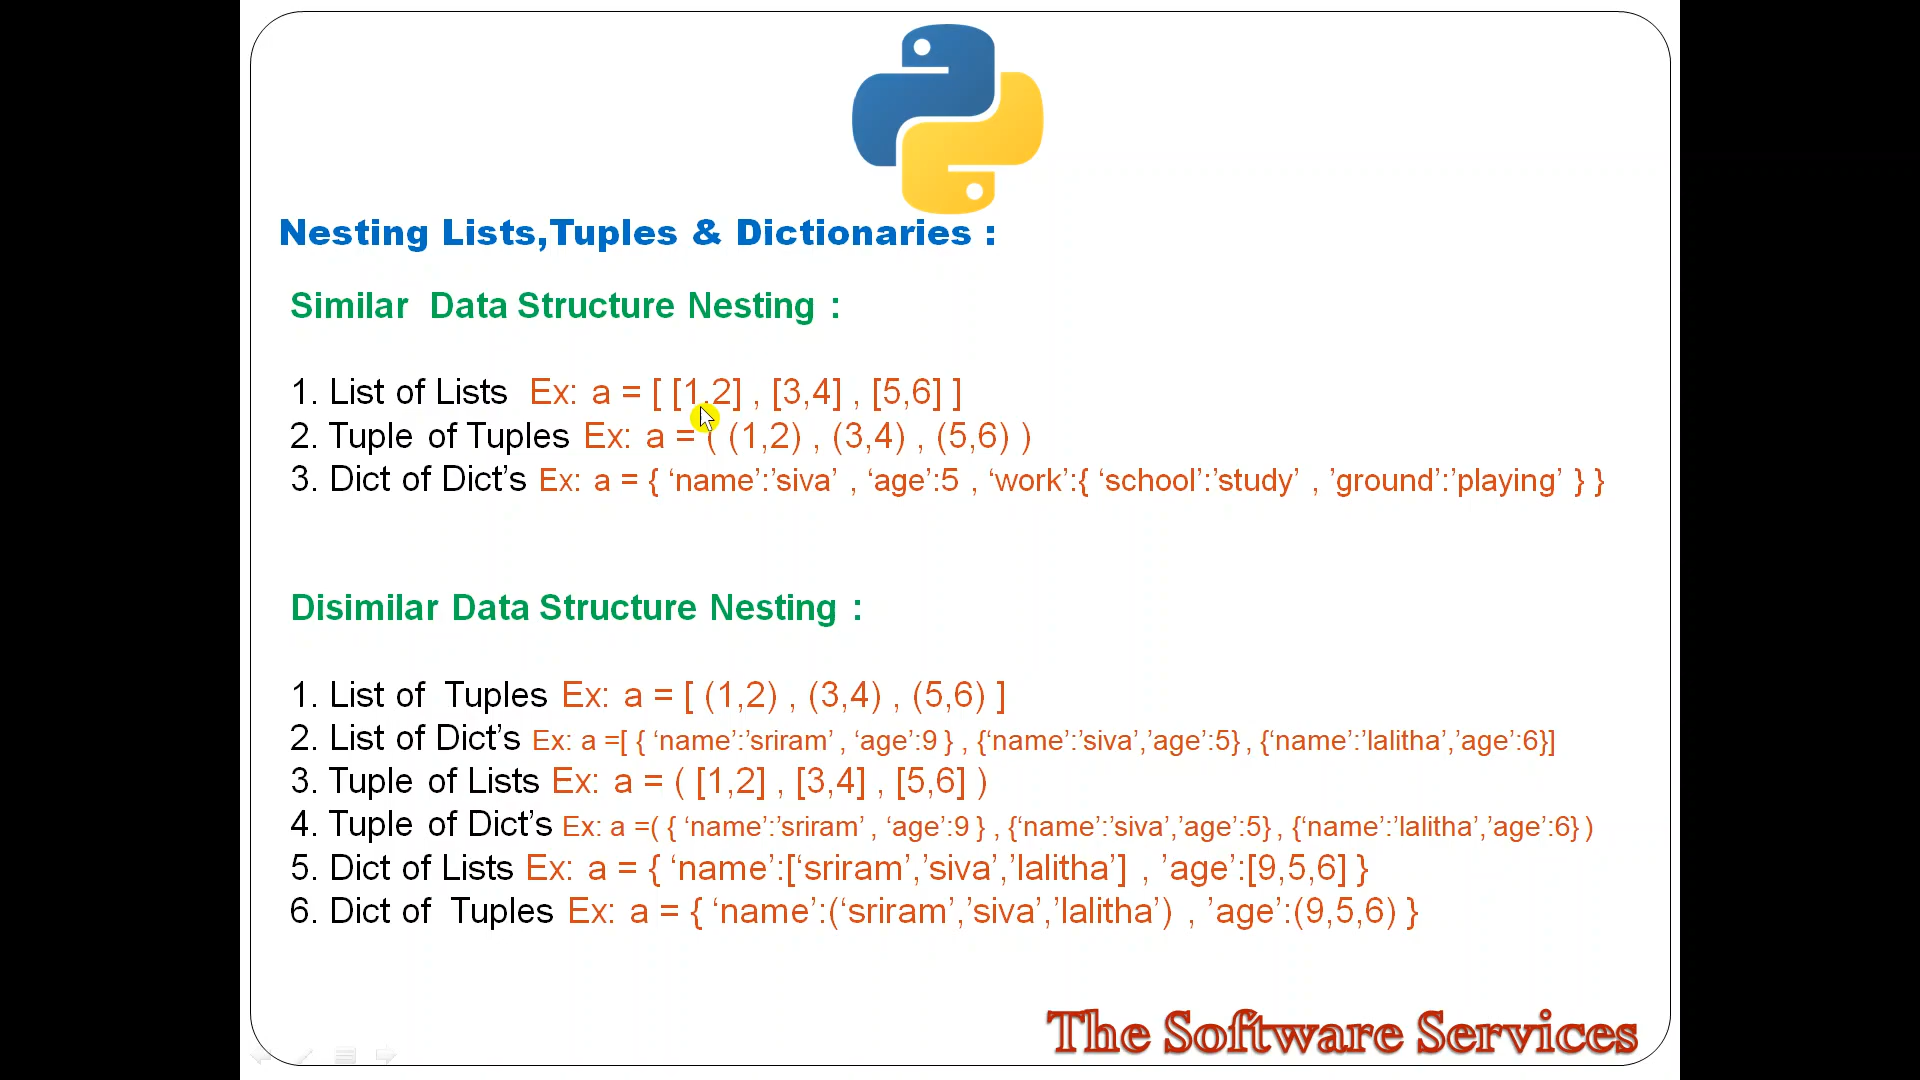 Nesting Lists,Tuples & Dictionaries :
Similar Data Structure Nesting :
1. List of Lists Ex: a = [ [1,2] , [3,4] , [5,6] ]
2. Tuple of Tuples Ex: a = ( (1,2) , (3,4) , (5,6) )
3. Dict of Dict’s Ex: a = { ‘name’:’siva’ , ‘age’:5 , ‘work’:{ ‘school’:’study’ , ’ground’:’playing’ } }
Disimilar Data Structure Nesting :
1. List of Tuples Ex: a = [ (1,2) , (3,4) , (5,6) ]
2. List of Dict’s Ex: a =[ { ‘name’:’sriram’ , ‘age’:9 } , {‘name’:’siva’,’age’:5} , {‘name’:’lalitha’,’age’:6}]
3. Tuple of Lists Ex: a = ( [1,2] , [3,4] , [5,6] )
4. Tuple of Dict’s Ex: a =( { ‘name’:’sriram’ , ‘age’:9 } , {‘name’:’siva’,’age’:5} , {‘name’:’lalitha’,’age’:6} )
5. Dict of Lists Ex: a = { ‘name’:[‘sriram’,’siva’,’lalitha’] , ’age’:[9,5,6] }
6. Dict of Tuples Ex: a = { ‘name’:(‘sriram’,’siva’,’lalitha’) , ’age’:(9,5,6) }
The Software Services